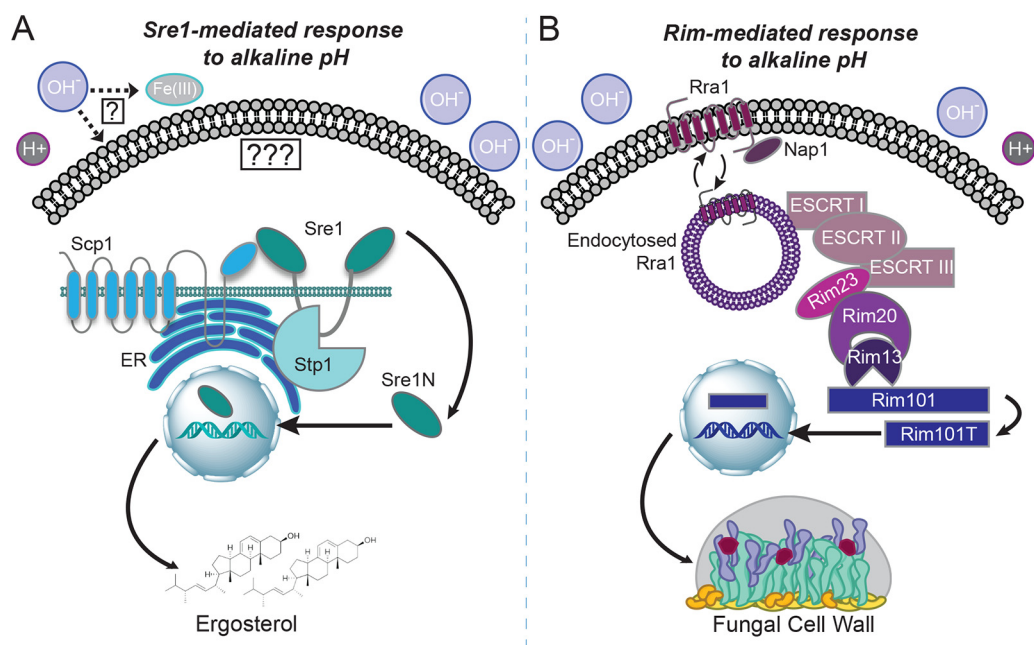 A
Sre1-mediated response
to alkaline pH
OH⁻
Fe(III)
?
H+
OH⁻
OH⁻
???
Scp1
Sre1
ER
Stp1
Sre1N
H
H
H
OH
H
H
H
OH
Ergosterol
B
Rim-mediated response
to alkaline pH
Rra1
OH⁻
OH⁻
OH⁻
H+
Nap1
Endocytosed
Rra1
ESCRT I
ESCRT II
ESCRT III
Rim23
Rim20
Rim13
Rim101
Rim101T
Fungal Cell Wall